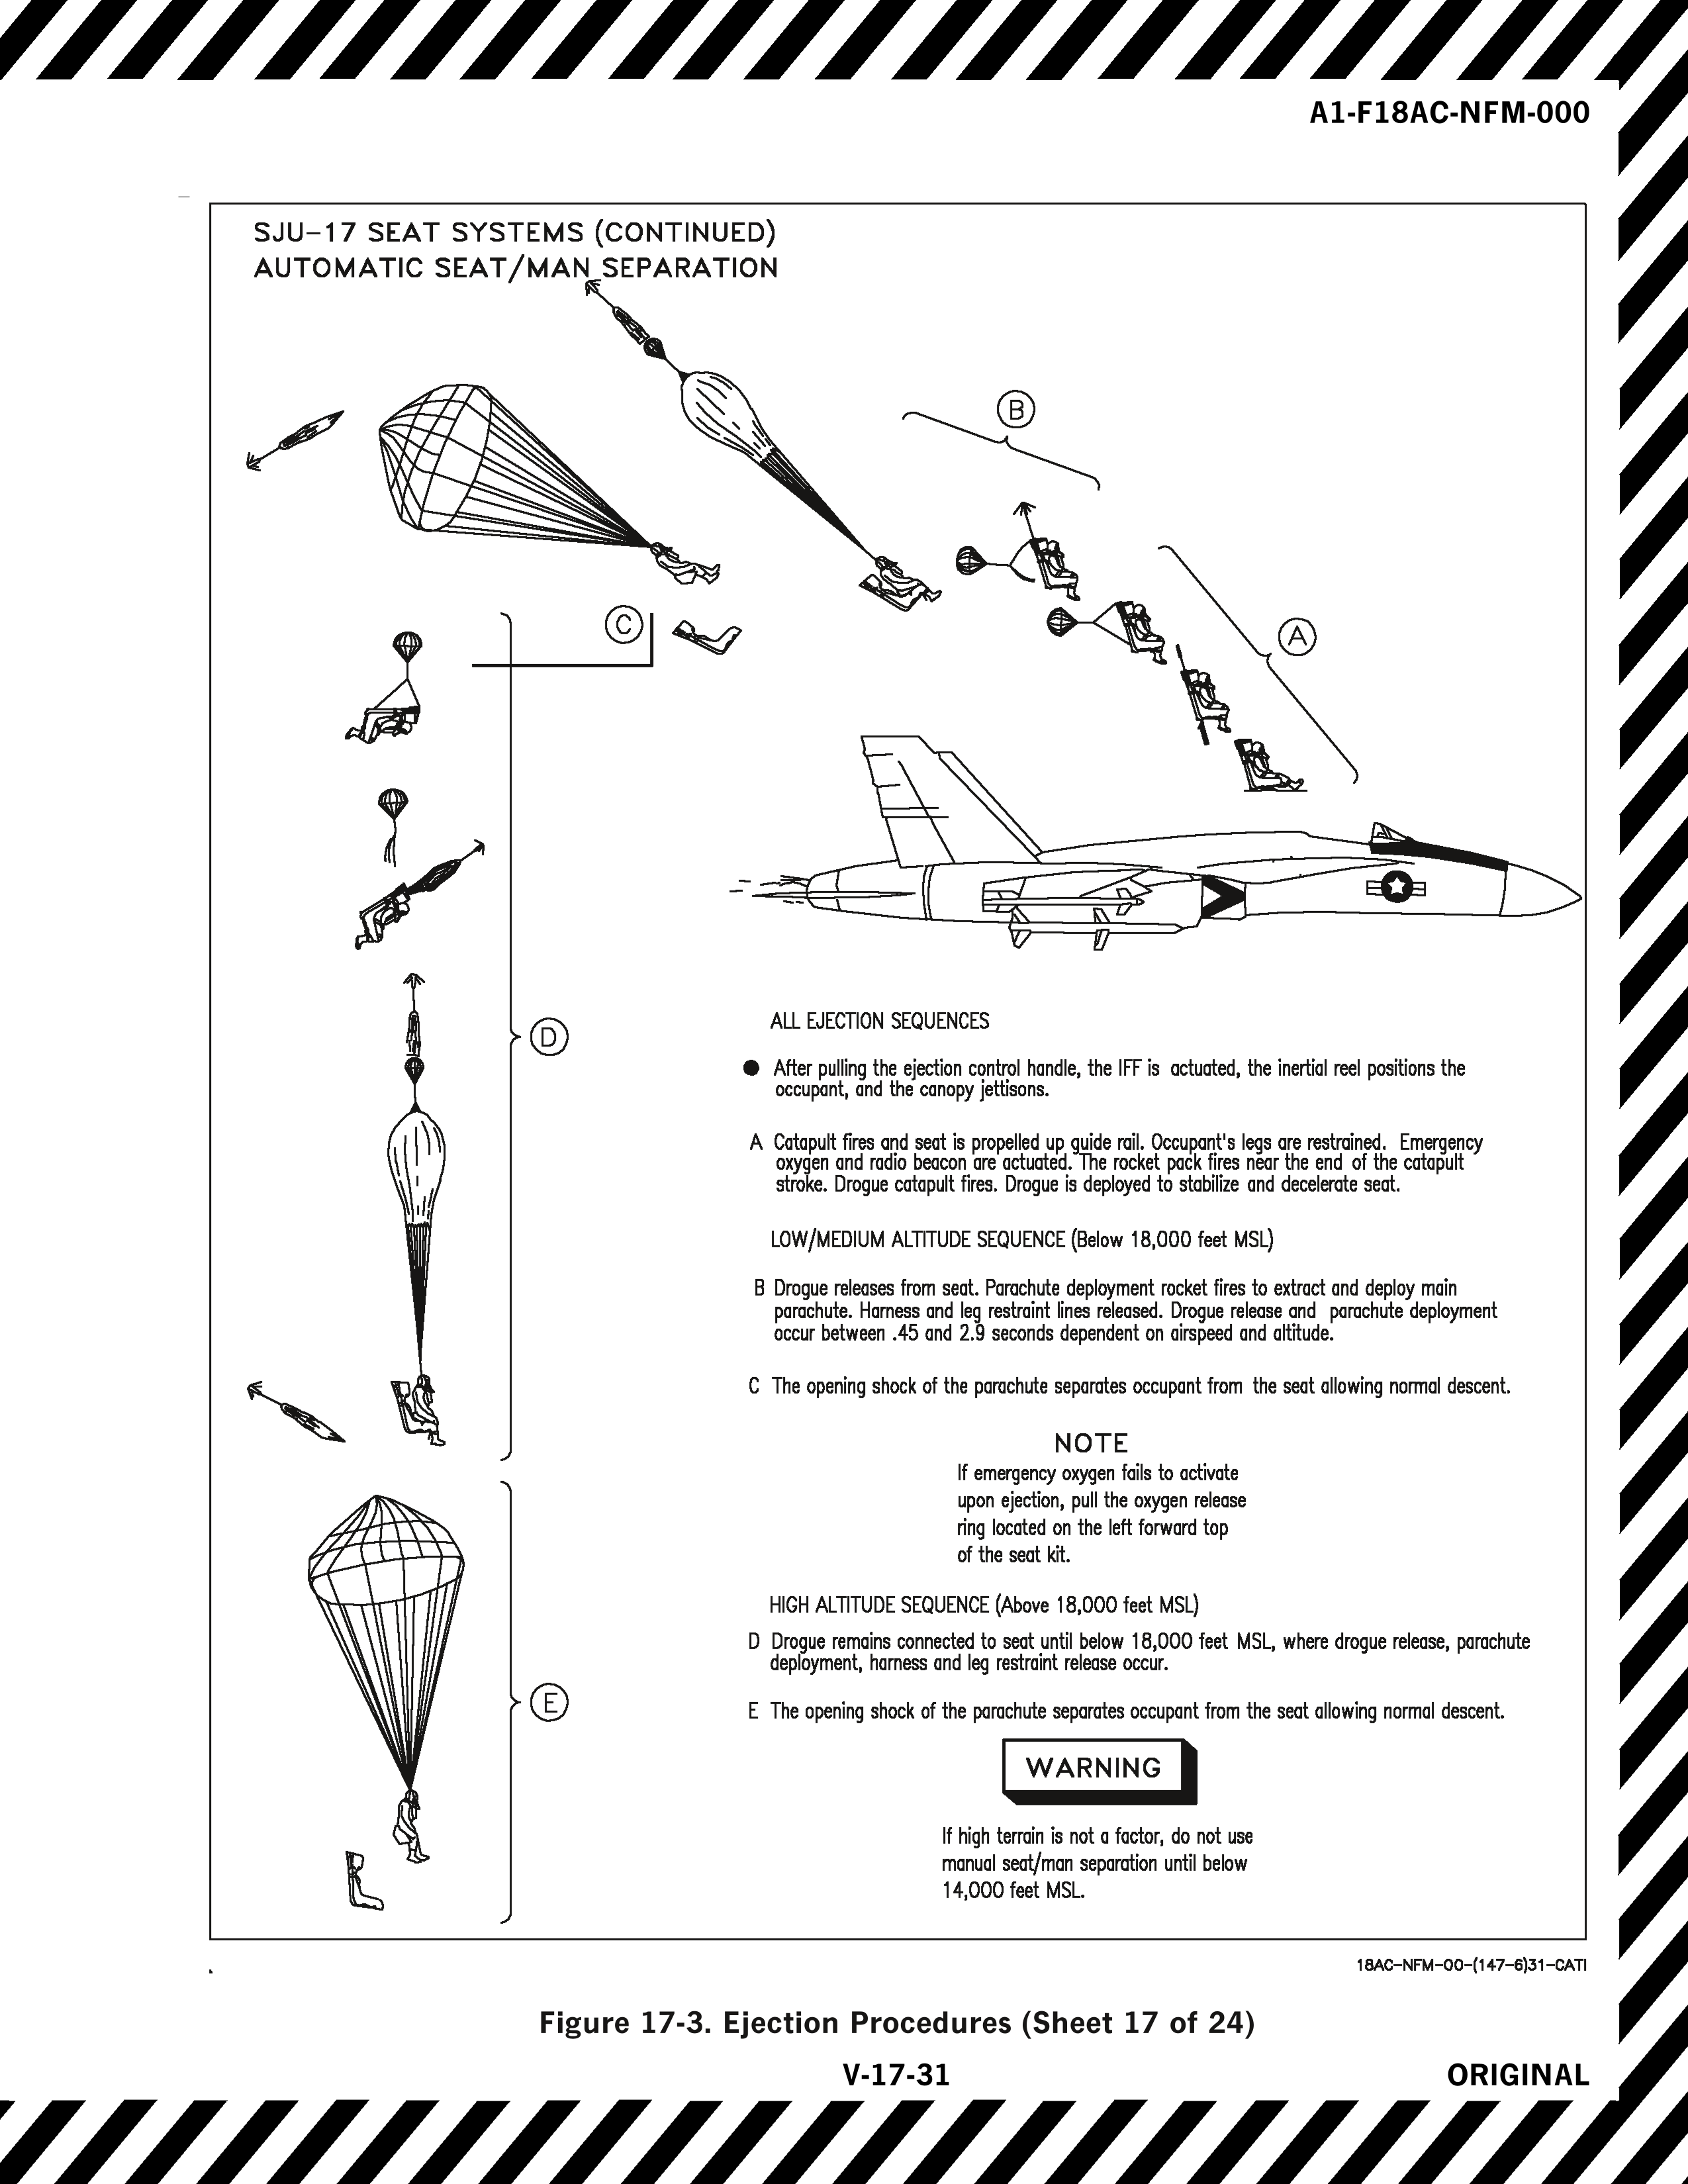 A1-F18AC-NFM-000
SJU-17 SEAT SYSTEMS (CONTINUED)
AUTOMATIC SEAT/MAN SEPARATION
B
A
C
D
E
ALL EJECTION SEQUENCES
● After pulling the ejection control handle, the IFF is actuated, the inertial reel positions the
occupant, and the canopy jettisons.
A Catapult fires and seat is propelled up guide rail. Occupant's legs are restrained. Emergency
oxygen and radio beacon are actuated. The rocket pack fires near the end of the catapult
stroke. Drogue catapult fires. Drogue is deployed to stabilize and decelerate seat.
LOW/MEDIUM ALTITUDE SEQUENCE (Below 18,000 feet MSL)
B Drogue releases from seat. Parachute deployment rocket fires to extract and deploy main
parachute. Harness and leg restraint lines released. Drogue release and parachute deployment
occur between .45 and 2.9 seconds dependent on airspeed and altitude.
C The opening shock of the parachute separates occupant from the seat allowing normal descent.
NOTE
If emergency oxygen fails to activate
upon ejection, pull the oxygen release
ring located on the left forward top
of the seat kit.
HIGH ALTITUDE SEQUENCE (Above 18,000 feet MSL)
D Drogue remains connected to seat until below 18,000 feet MSL, where drogue release, parachute
deployment, harness and leg restraint release occur.
E The opening shock of the parachute separates occupant from the seat allowing normal descent.
WARNING
If high terrain is not a factor, do not use
manual seat/man separation until below
14,000 feet MSL.
18AC-NFM-00-(147-6)31-CATI
Figure 17-3. Ejection Procedures (Sheet 17 of 24)
V-17-31
ORIGINAL